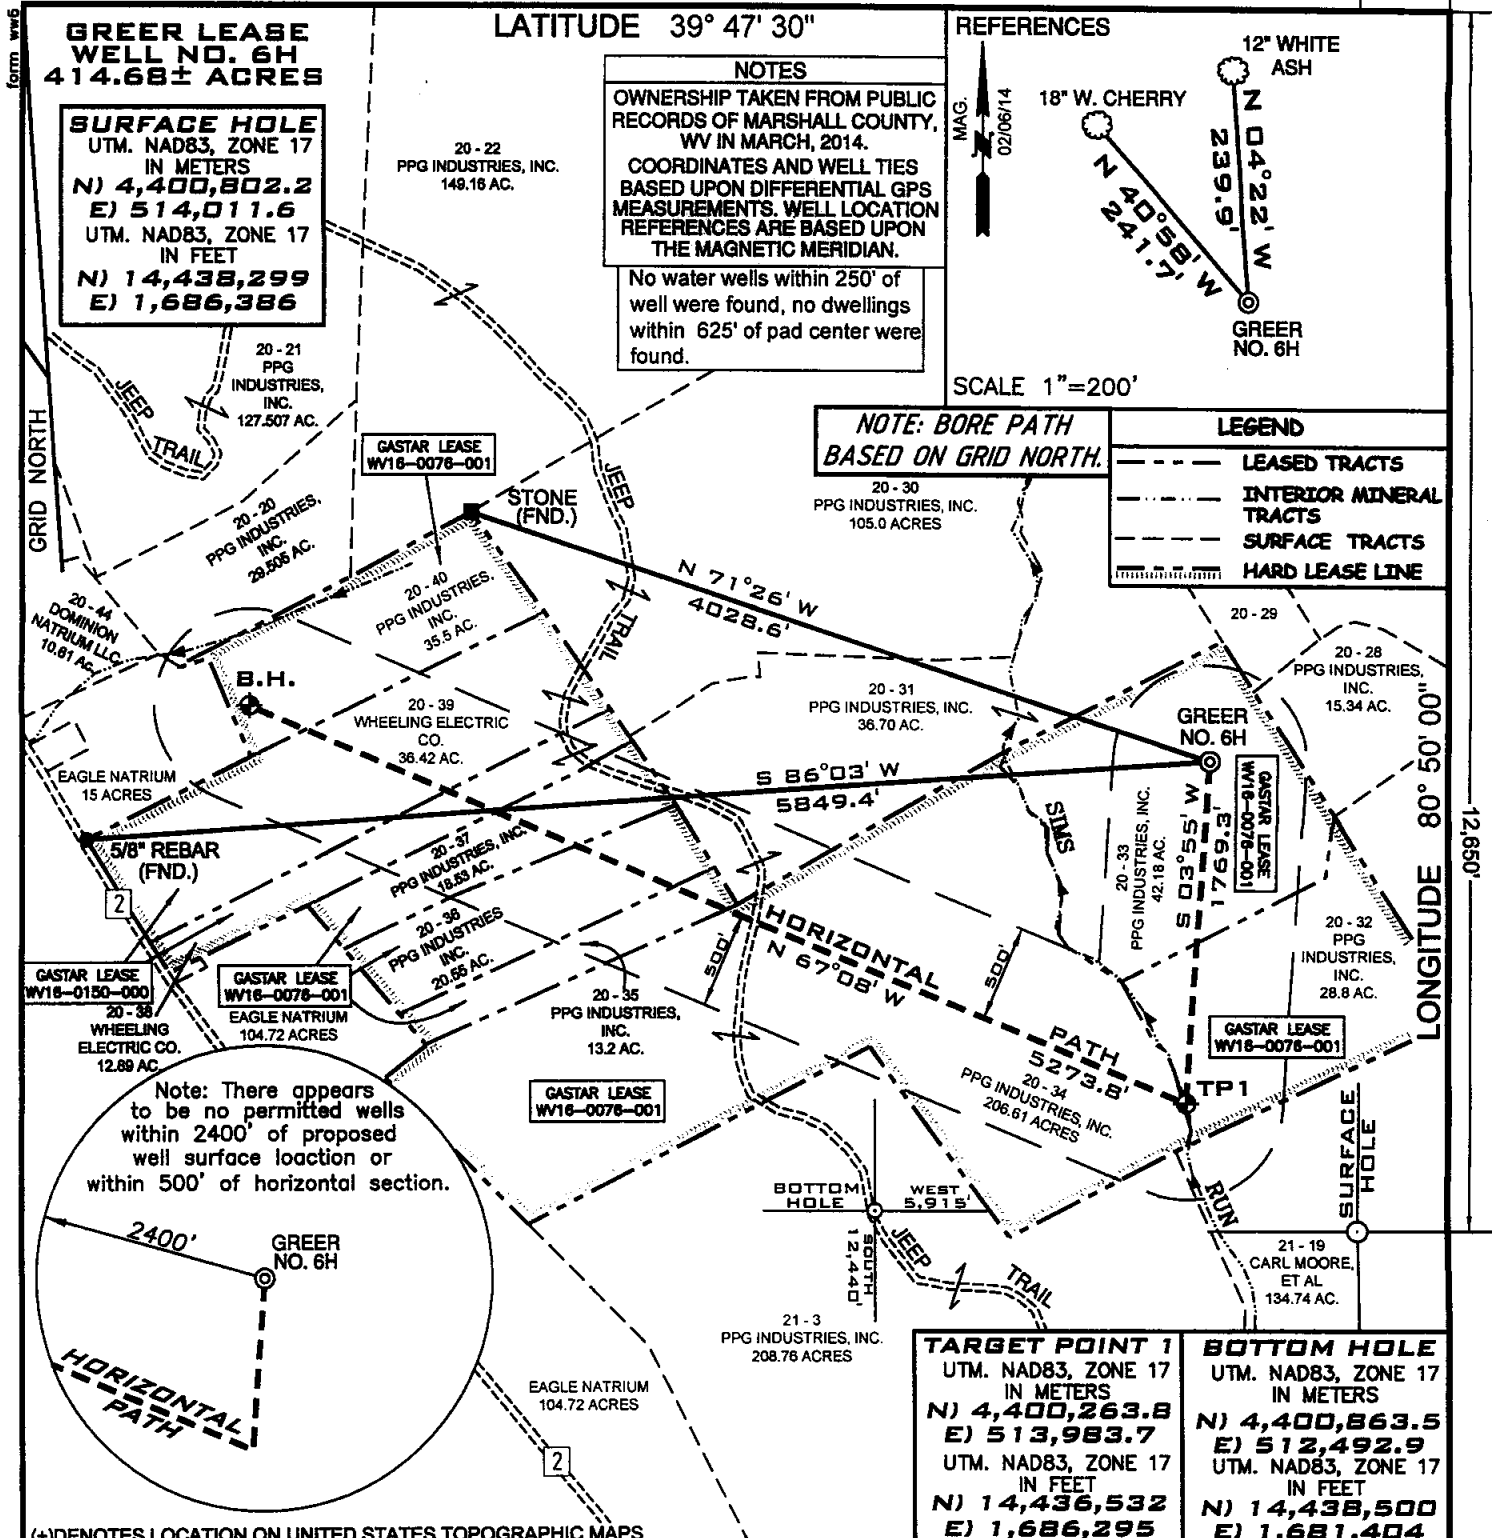 form ww6
GREER LEASE
WELL NO. 6H
414.68± ACRES
LATITUDE 39° 47' 30"
SURFACE HOLE
UTM. NAD83, ZONE 17
IN METERS
N) 4,400,802.2
E) 514,011.6
UTM. NAD83, ZONE 17
IN FEET
N) 14,438,299
E) 1,686,386
20 - 22
PPG INDUSTRIES, INC.
149.16 AC.
NOTES
OWNERSHIP TAKEN FROM PUBLIC
RECORDS OF MARSHALL COUNTY,
WV IN MARCH, 2014.
COORDINATES AND WELL TIES
BASED UPON DIFFERENTIAL GPS
MEASUREMENTS. WELL LOCATION
REFERENCES ARE BASED UPON
THE MAGNETIC MERIDIAN.
No water wells within 250' of
well were found, no dwellings
within 625' of pad center were
found.
REFERENCES
MAG.
N
02/06/14
12" WHITE
ASH
18" W. CHERRY
N 04°22' W
239.9'
N 40°58' W
241.7'
GREER
NO. 6H
SCALE 1"=200'
NOTE: BORE PATH
BASED ON GRID NORTH.
LEGEND
LEASED TRACTS
INTERIOR MINERAL
TRACTS
SURFACE TRACTS
HARD LEASE LINE
GRID NORTH
JEEP
TRAIL
20 - 21
PPG
INDUSTRIES,
INC.
127.507 AC.
GASTAR LEASE
WV16-0076-001
STONE
(FND.)
JEEP
TRAIL
20 - 20
PPG INDUSTRIES,
INC.
29.505 AC.
20 - 30
PPG INDUSTRIES, INC.
105.0 ACRES
N 71°26' W
4028.6'
20 - 40
PPG INDUSTRIES,
INC.
35.5 AC.
20 - 44
DOMINION
NATRIUM LLC
10.61 AC.
20 - 29
20 - 28
PPG INDUSTRIES,
INC.
15.34 AC.
B.H.
20 - 39
WHEELING ELECTRIC
CO.
36.42 AC.
20 - 31
PPG INDUSTRIES, INC.
36.70 AC.
GREER
NO. 6H
LONGITUDE 80° 50' 00"
12,650'
EAGLE NATRIUM
15 ACRES
S 86°03' W
5849.4'
GASTAR LEASE
WV16-0076-001
S 03°55' W
1769.3'
SIMS
20 - 33
PPG INDUSTRIES, INC.
42.18 AC.
5/8" REBAR
(FND.)
2
20 - 37
PPG INDUSTRIES, INC.
18.53 AC.
20 - 36
PPG INDUSTRIES
INC.
20.55 AC.
HORIZONTAL
N 67°08' W
PATH
5273.8'
500'
500'
20 - 32
PPG
INDUSTRIES,
INC.
28.8 AC.
GASTAR LEASE
WV16-0150-000
GASTAR LEASE
WV16-0076-001
20 - 38
WHEELING
ELECTRIC CO.
12.89 AC.
EAGLE NATRIUM
104.72 ACRES
20 - 35
PPG INDUSTRIES,
INC.
13.2 AC.
GASTAR LEASE
WV16-0076-001
GASTAR LEASE
WV16-0076-001
20 - 34
PPG INDUSTRIES, INC.
206.61 ACRES
TP1
Note: There appears
to be no permitted wells
within 2400' of proposed
well surface loaction or
within 500' of horizontal section.
2400'
GREER
NO. 6H
HORIZONTAL
PATH
BOTTOM
HOLE
WEST
5,915'
SOUTH
12,440'
JEEP
TRAIL
RUN
SURFACE
HOLE
21 - 19
CARL MOORE,
ET AL
134.74 AC.
21 - 3
PPG INDUSTRIES, INC.
208.76 ACRES
EAGLE NATRIUM
104.72 ACRES
2
TARGET POINT 1
UTM. NAD83, ZONE 17
IN METERS
N) 4,400,263.8
E) 513,983.7
UTM. NAD83, ZONE 17
IN FEET
N) 14,436,532
E) 1,686,295
BOTTOM HOLE
UTM. NAD83, ZONE 17
IN METERS
N) 4,400,863.5
E) 512,492.9
UTM. NAD83, ZONE 17
IN FEET
N) 14,438,500
E) 1,681,404
(+)DENOTES LOCATION ON UNITED STATES TOPOGRAPHIC MAPS